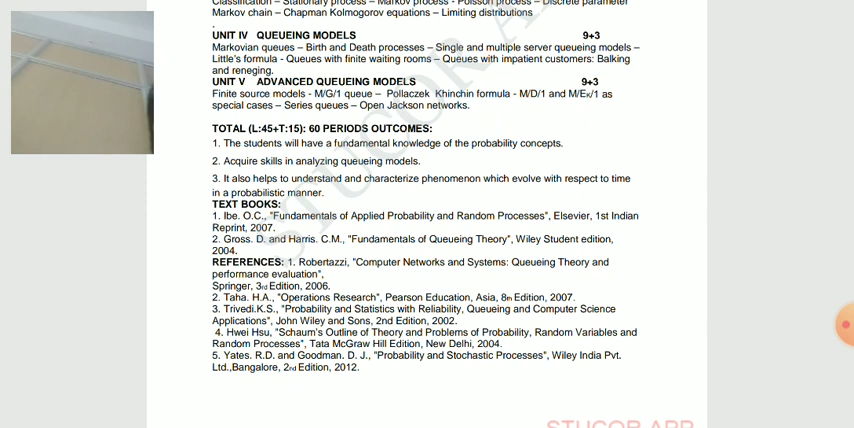 Classification – Stationary process – Markov process - Poisson process – Discrete parameter
Markov chain – Chapman Kolmogorov equations – Limiting distributions
.
UNIT IV QUEUEING MODELS 9+3
Markovian queues – Birth and Death processes – Single and multiple server queueing models –
Little's formula - Queues with finite waiting rooms – Queues with impatient customers: Balking
and reneging.
UNIT V ADVANCED QUEUEING MODELS 9+3
Finite source models - M/G/1 queue – Pollaczek Khinchin formula - M/D/1 and M/EK/1 as
special cases – Series queues – Open Jackson networks.
TOTAL (L:45+T:15): 60 PERIODS OUTCOMES:
1. The students will have a fundamental knowledge of the probability concepts.
2. Acquire skills in analyzing queueing models.
3. It also helps to understand and characterize phenomenon which evolve with respect to time
in a probabilistic manner.
TEXT BOOKS:
1. Ibe. O.C., "Fundamentals of Applied Probability and Random Processes", Elsevier, 1st Indian
Reprint, 2007.
2. Gross. D. and Harris. C.M., "Fundamentals of Queueing Theory", Wiley Student edition,
2004.
REFERENCES: 1. Robertazzi, "Computer Networks and Systems: Queueing Theory and
performance evaluation",
Springer, 3rd Edition, 2006.
2. Taha. H.A., "Operations Research", Pearson Education, Asia, 8th Edition, 2007.
3. Trivedi.K.S., "Probability and Statistics with Reliability, Queueing and Computer Science
Applications", John Wiley and Sons, 2nd Edition, 2002.
4. Hwei Hsu, "Schaum's Outline of Theory and Problems of Probability, Random Variables and
Random Processes", Tata McGraw Hill Edition, New Delhi, 2004.
5. Yates. R.D. and Goodman. D. J., "Probability and Stochastic Processes", Wiley India Pvt.
Ltd.,Bangalore, 2nd Edition, 2012.
STUCOR A
STUCOR APP